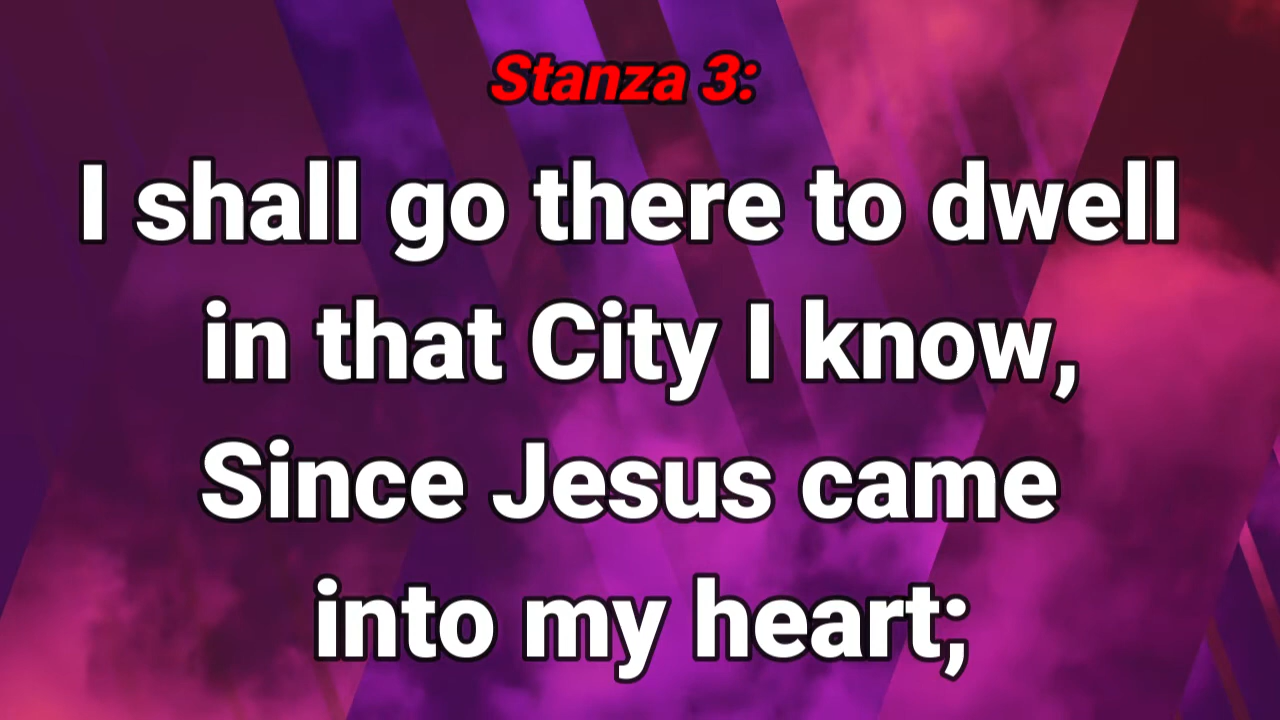 Stanza 3:
I shall go there to dwell
in that City I know,
Since Jesus came
into my heart;